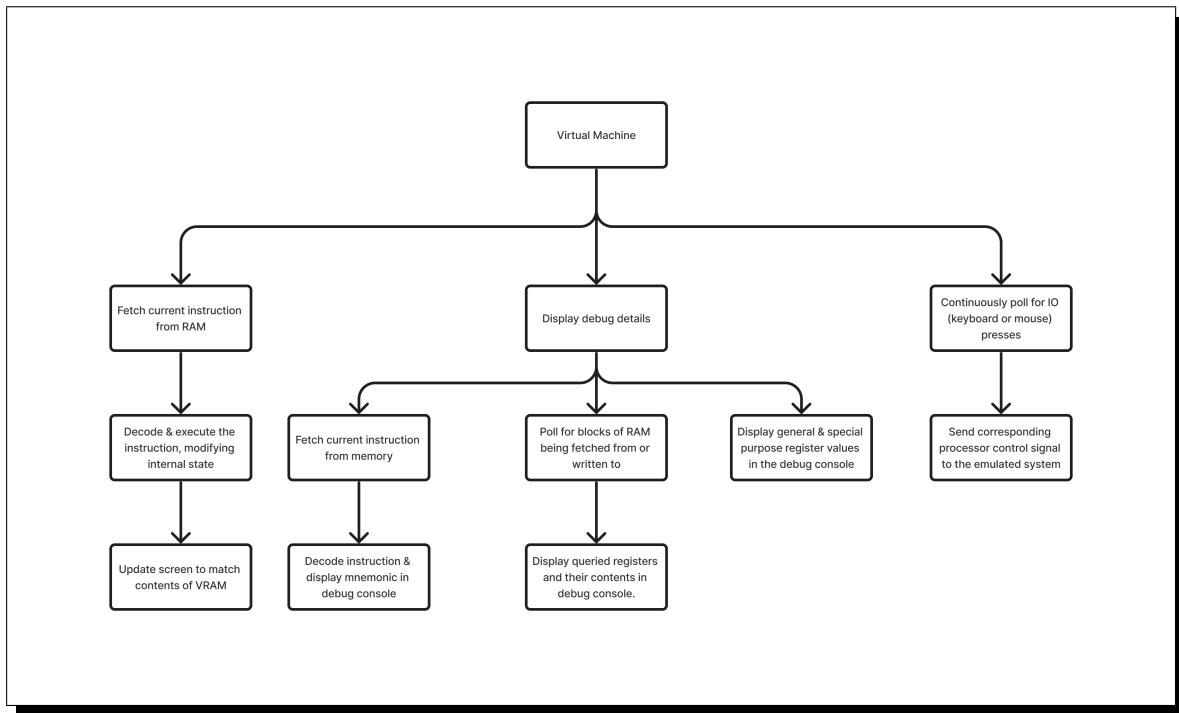 Virtual Machine
Fetch current instruction
from RAM
Display debug details
Continuously poll for IO
(keyboard or mouse)
presses
Decode & execute the
instruction, modifying
internal state
Fetch current instruction
from memory
Poll for blocks of RAM
being fetched from or
written to
Display general & special
purpose register values
in the debug console
Send corresponding
processor control signal
to the emulated system
Update screen to match
contents of VRAM
Decode instruction &
display mnemonic in
debug console
Display queried registers
and their contents in
debug console.